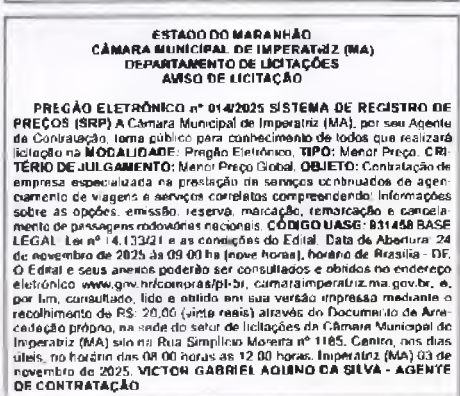 ESTADO DO MARANHÃO
CÂMARA MUNICIPAL DE IMPERATRIZ (MA)
DEPARTAMENTO DE LICITAÇÕES
AVISO DE LICITAÇÃO
PREGÃO ELETRÔNICO nº 014/2025 SISTEMA DE REGISTRO DE
PREÇOS (SRP) A Câmara Municipal de Imperatriz (MA), por seu Agente
de Contratação, torna público para conhecimento de todos que realizará
licitação na MODALIDADE: Pregão Eletrônico, TIPO: Menor Preço, CRI-
TÉRIO DE JULGAMENTO: Menor Preço Global. OBJETO: Contratação de
empresa especializada na prestação de serviços continuados de agen-
ciamento de viagens e serviços correlatos compreendendo: Informações
sobre as opções, emissão, reserva, marcação, remarcação e cancela-
mento de passagens rodoviárias nacionais. CÓDIGO UASG: 931458 BASE
LEGAL: Lei nº 14.133/21 e as condições do Edital. Data de Abertura: 24
de novembro de 2025 às 09:00 hs (nove horas), horário de Brasília - DF.
O Edital e seus anexos poderão ser consultados e obtidos no endereço
eletrônico www.gov.br/compras/pt-br, camaraimperatriz.ma.gov.br, e,
por fim, consultado, lido e obtido em sua versão impressa mediante o
recolhimento de R$: 20,00 (vinte reais) através do Documento de Arre-
cadação próprio, na sede do setor de licitações da Câmara Municipal de
Imperatriz (MA) sito na Rua Simplício Moreira nº 1185, Centro, nos dias
úteis, no horário das 08:00 horas às 12:00 horas. Imperatriz (MA) 03 de
novembro de 2025. VICTOR GABRIEL AQUINO DA SILVA - AGENTE
DE CONTRATAÇÃO